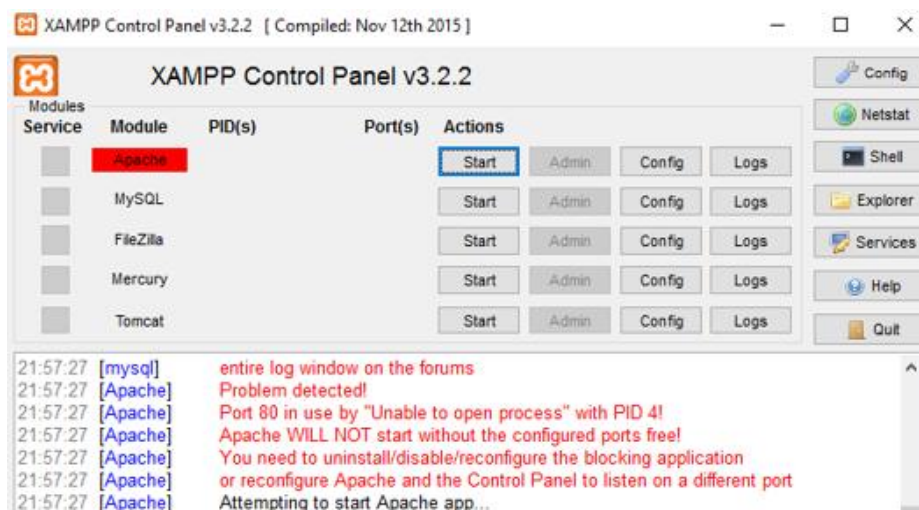 XAMPP Control Panel v3.2.2 [ Compiled: Nov 12th 2015 ]
XAMPP Control Panel v3.2.2
Config
Modules
Service Module PID(s) Port(s) Actions
Netstat
Apache Start Admin Config Logs
Shell
MySQL Start Admin Config Logs
Explorer
FileZilla Start Admin Config Logs
Services
Mercury Start Admin Config Logs
Help
Tomcat Start Admin Config Logs
Quit
21:57:27 [mysql] entire log window on the forums
21:57:27 [Apache] Problem detected!
21:57:27 [Apache] Port 80 in use by "Unable to open process" with PID 4!
21:57:27 [Apache] Apache WILL NOT start without the configured ports free!
21:57:27 [Apache] You need to uninstall/disable/reconfigure the blocking application
21:57:27 [Apache] or reconfigure Apache and the Control Panel to listen on a different port
21:57:27 [Apache] Attempting to start Apache app...